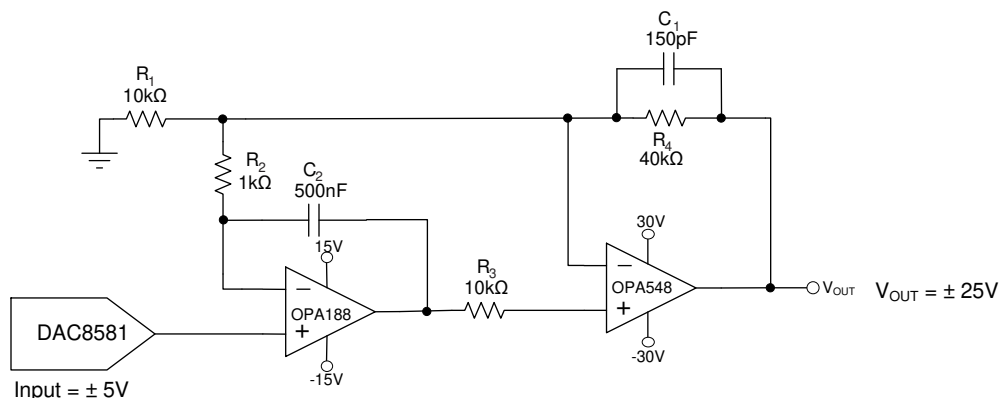 C1
150pF
R1
10kΩ
R4
40kΩ
R2
1kΩ
C2
500nF
15V
30V
R3
10kΩ
OPA188
OPA548
VOUT
VOUT = ± 25V
DAC8581
-15V
-30V
Input = ± 5V